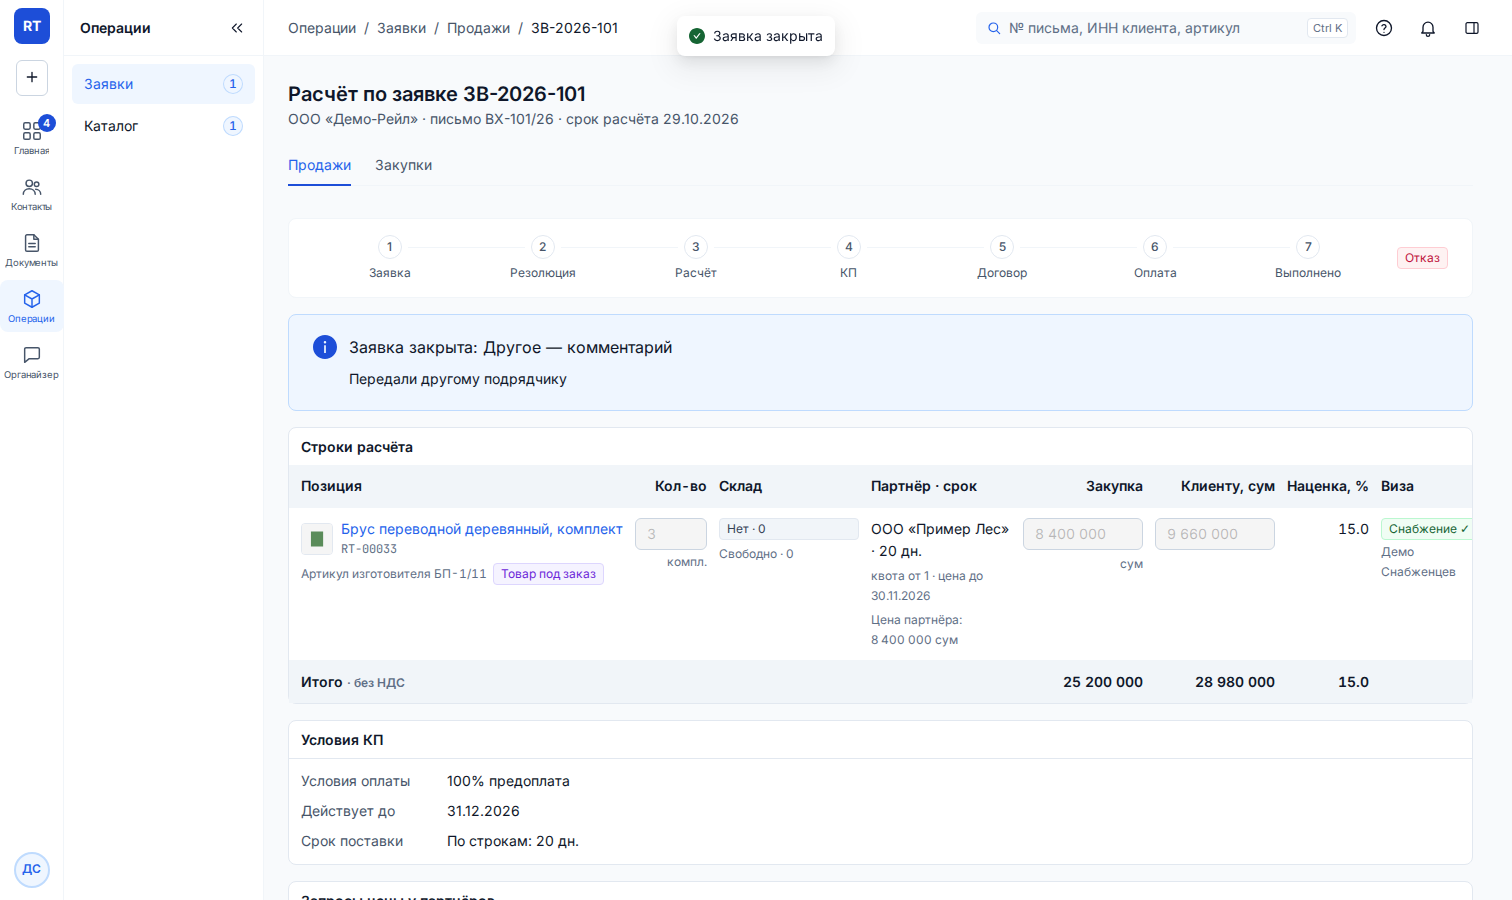 RT
Операции
Операции / Заявки / Продажи / ЗВ-2026-101
Заявка закрыта
№ письма, ИНН клиента, артикул
Ctrl K
4
Главная
Контакты
Документы
Операции
Органайзер
ДС
Заявки 1
Каталог 1
Расчёт по заявке ЗВ-2026-101
ООО «Демо-Рейл» · письмо ВХ-101/26 · срок расчёта 29.10.2026
Продажи Закупки
1 2 3 4 5 6 7
Заявка Резолюция Расчёт КП Договор Оплата Выполнено
Отказ
Заявка закрыта: Другое — комментарий
Передали другому подрядчику
Строки расчёта
Позиция Кол-во Склад Партнёр · срок Закупка Клиенту, сум Наценка, % Виза
Брус переводной деревянный, комплект
RT-00033
Артикул изготовителя БП-1/11 Товар под заказ
3
компл.
Нет · 0
Свободно · 0
ООО «Пример Лес»
· 20 дн.
квота от 1 · цена до
30.11.2026
Цена партнёра:
8 400 000 сум
8 400 000
сум
9 660 000
15.0
Снабжение ✓
Демо
Снабженцев
Итого · без НДС 25 200 000 28 980 000 15.0
Условия КП
Условия оплаты 100% предоплата
Действует до 31.12.2026
Срок поставки По строкам: 20 дн.
Запросы цены у партнёров